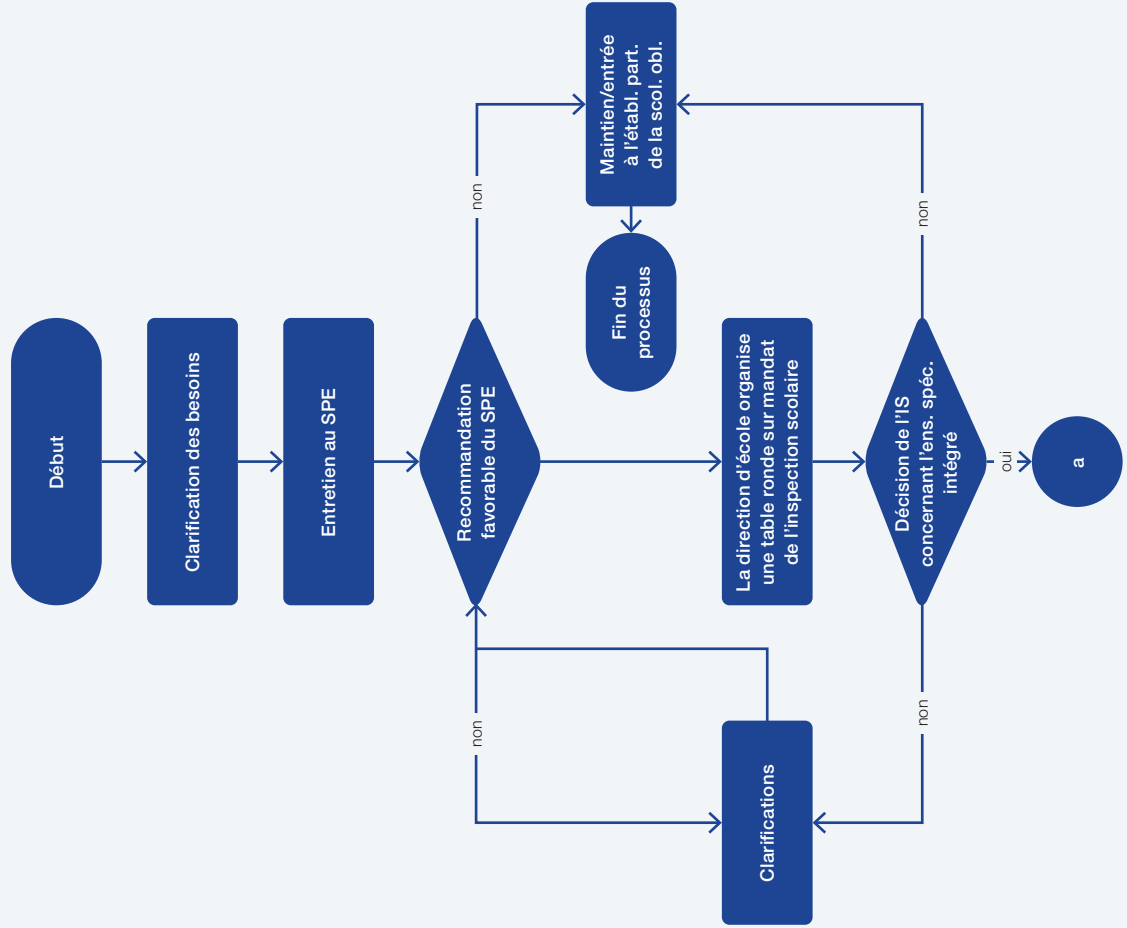 Début
Clarification des besoins
Entretien au SPE
Recommandation
favorable du SPE
non
non
Maintien/entrée
à l'établ. part.
de la scol. obl.
Fin du
processus
La direction d'école organise
une table ronde sur mandat
de l'inspection scolaire
Clarifications
Décision de l'IS
concernant l'ens. spéc.
intégré
non
non
oui
a